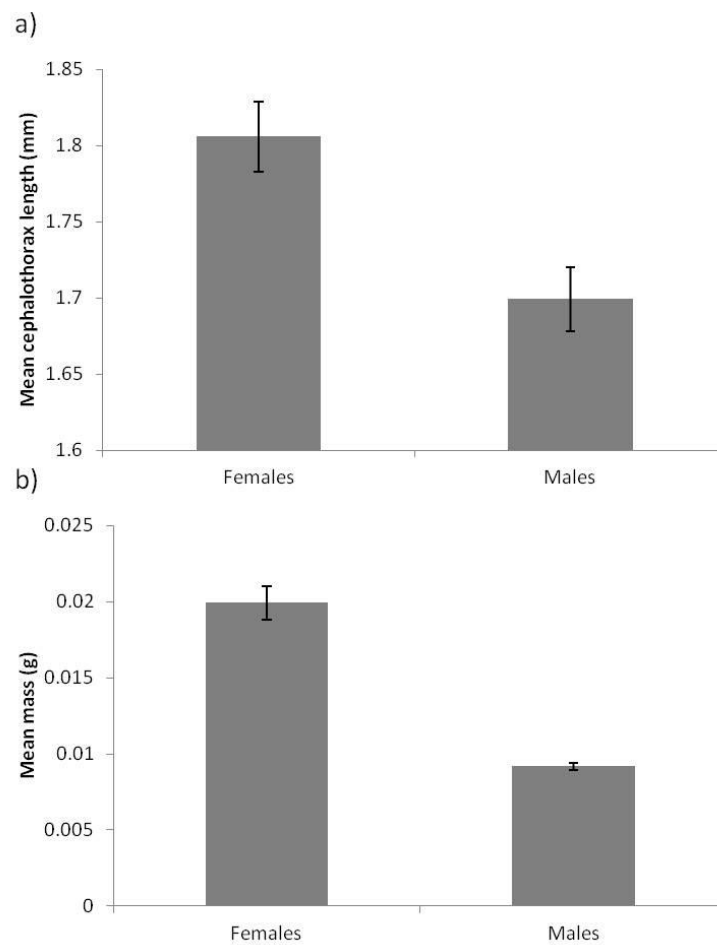 a)
Mean cephalothorax length (mm)
1.85
1.8
1.75
1.7
1.65
1.6
Females Males
b)
Mean mass (g)
0.025
0.02
0.015
0.01
0.005
0
Females Males